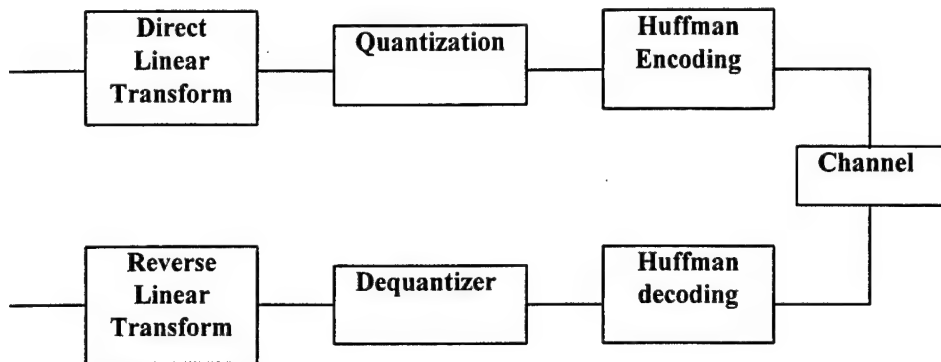 Direct
Linear
Transform
Quantization
Huffman
Encoding
Channel
Reverse
Linear
Transform
Dequantizer
Huffman
decoding